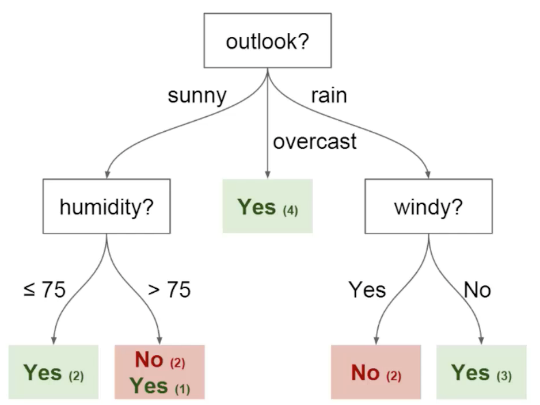 outlook?
sunny
rain
overcast
humidity?
Yes (4)
windy?
≤ 75
> 75
Yes
No
Yes (2)
No (2)
Yes (1)
No (2)
Yes (3)